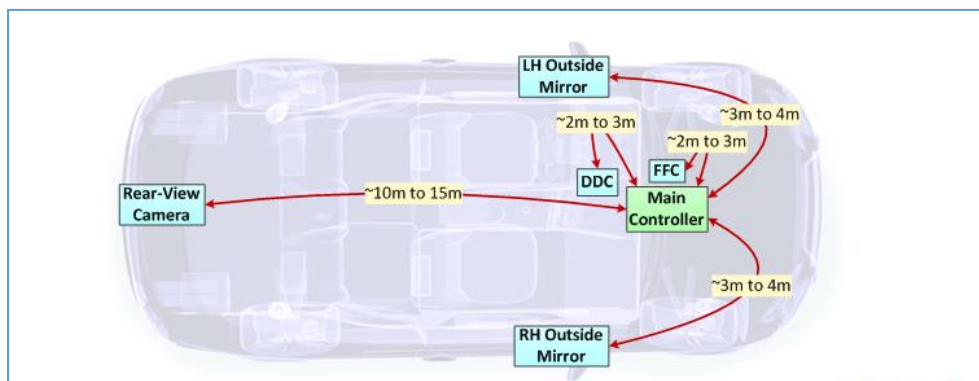 LH Outside
Mirror
~3m to 4m
~2m to 3m
~2m to 3m
FFC
DDC
Rear-View
Camera
~10m to 15m
Main
Controller
~3m to 4m
RH Outside
Mirror